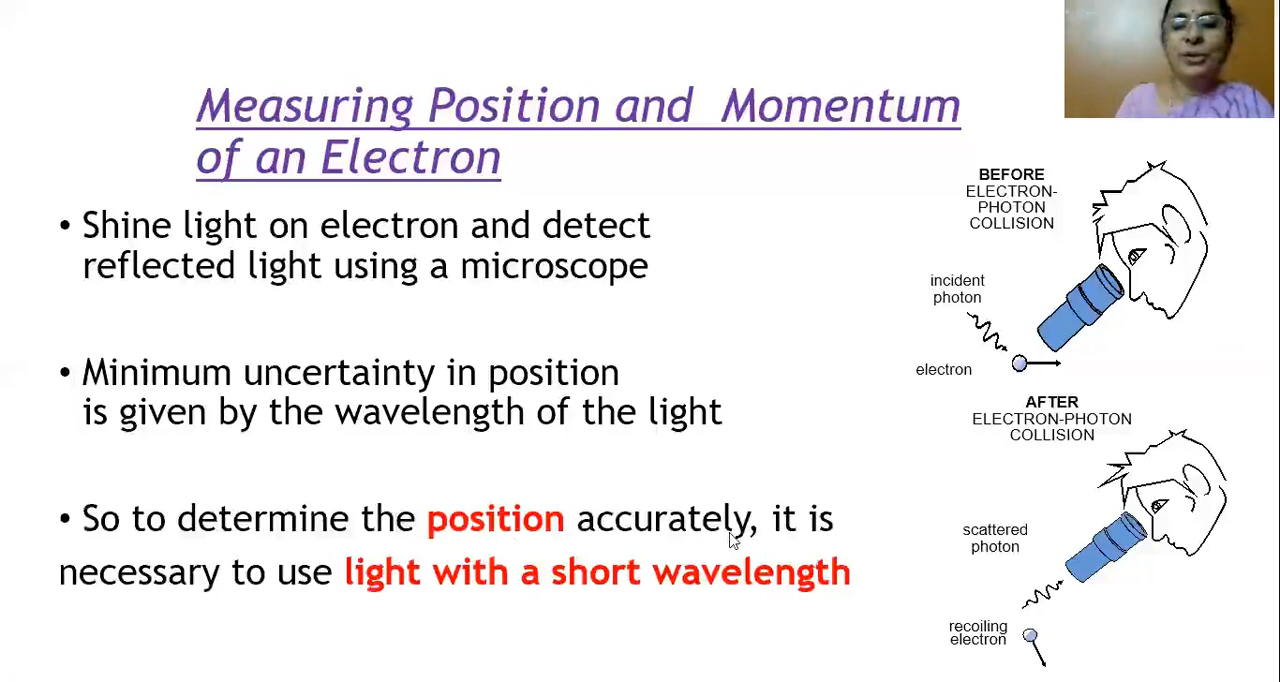 Measuring Position and Momentum
of an Electron
• Shine light on electron and detect
reflected light using a microscope
• Minimum uncertainty in position
is given by the wavelength of the light
• So to determine the position accurately, it is
necessary to use light with a short wavelength
BEFORE
ELECTRON-
PHOTON
COLLISION
incident
photon
electron
AFTER
ELECTRON-PHOTON
COLLISION
scattered
photon
recoiling
electron